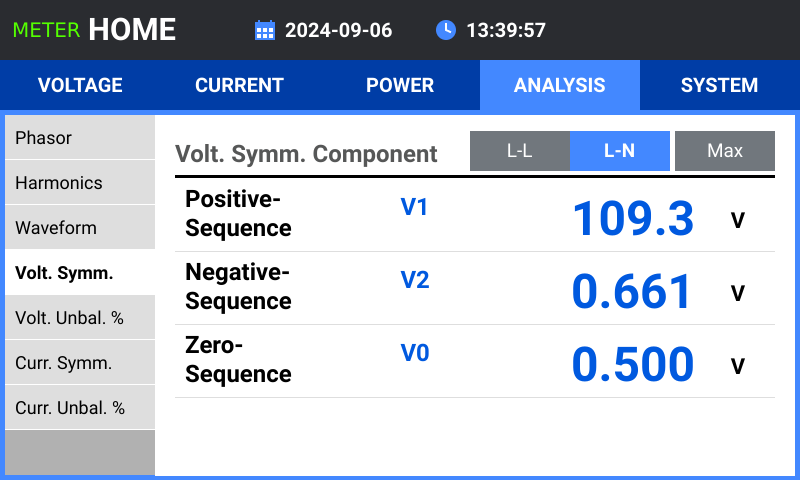 METER HOME 2024-09-06 13:39:57
VOLTAGE CURRENT POWER ANALYSIS SYSTEM
Phasor
Harmonics
Waveform
Volt. Symm.
Volt. Unbal. %
Curr. Symm.
Curr. Unbal. %
Volt. Symm. Component L-L L-N Max
Positive-
Sequence V1 109.3 V
Negative-
Sequence V2 0.661 V
Zero-
Sequence V0 0.500 V